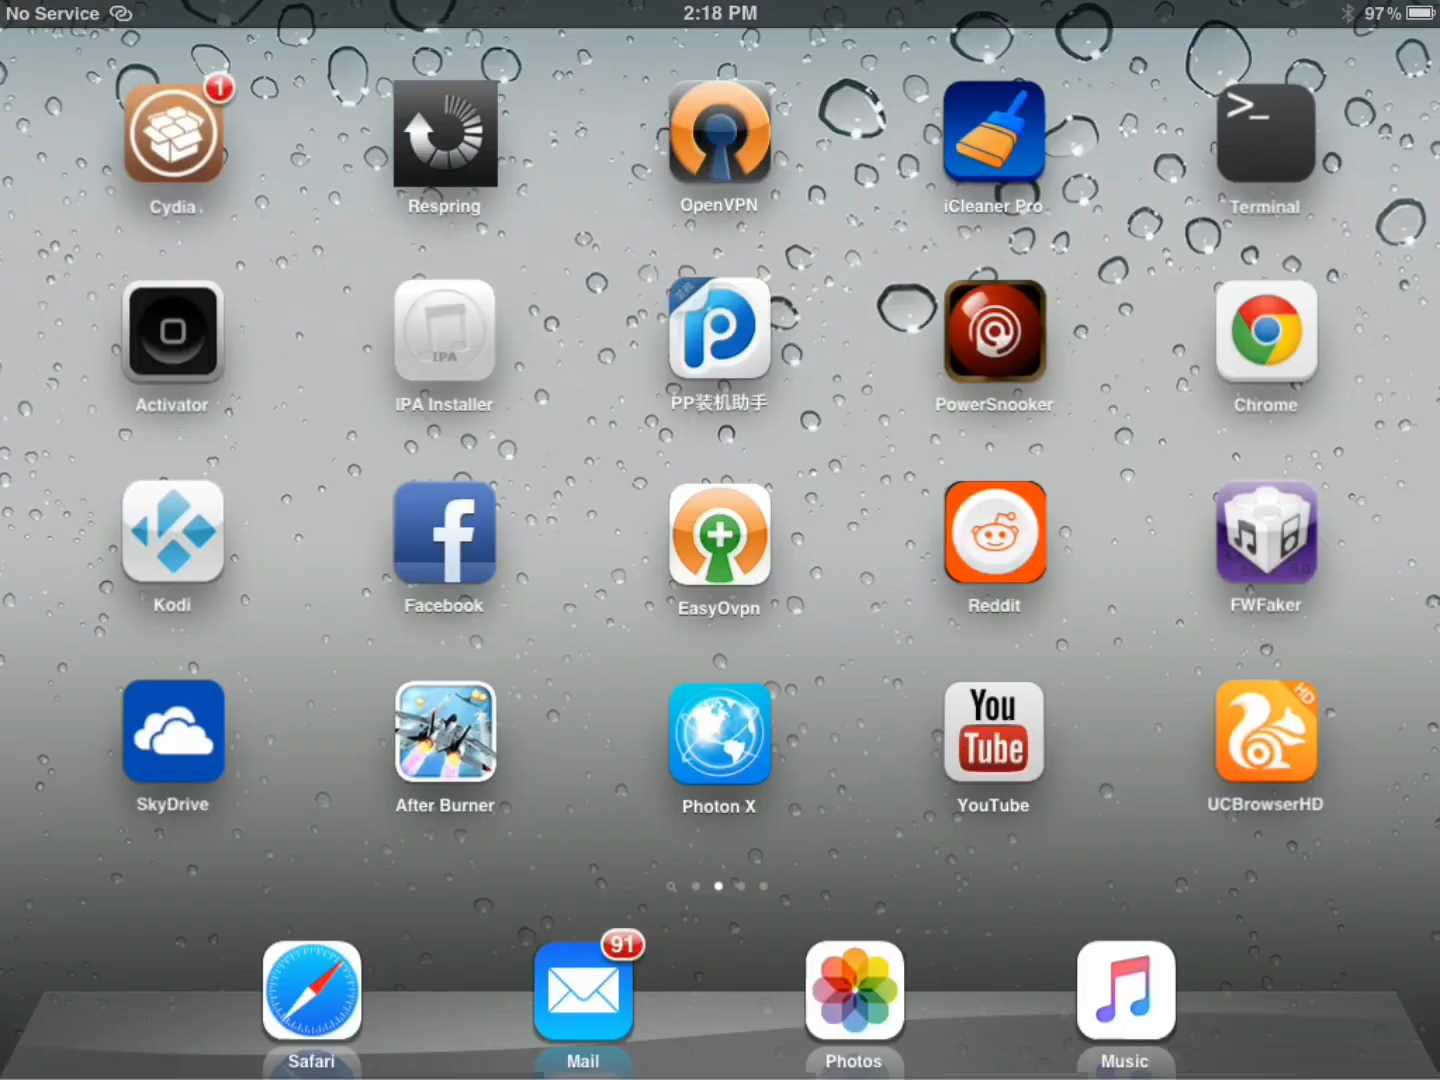 No Service 2:18 PM 97%
1
Cydia Respring OpenVPN iCleaner Pro Terminal
>_
IPA
Activator IPA Installer PP装机助手 PowerSnooker Chrome
Kodi Facebook EasyOvpn Reddit FWFaker
You
Tube
HD
SkyDrive After Burner Photon X YouTube UCBrowserHD
91
Safari Mail Photos Music